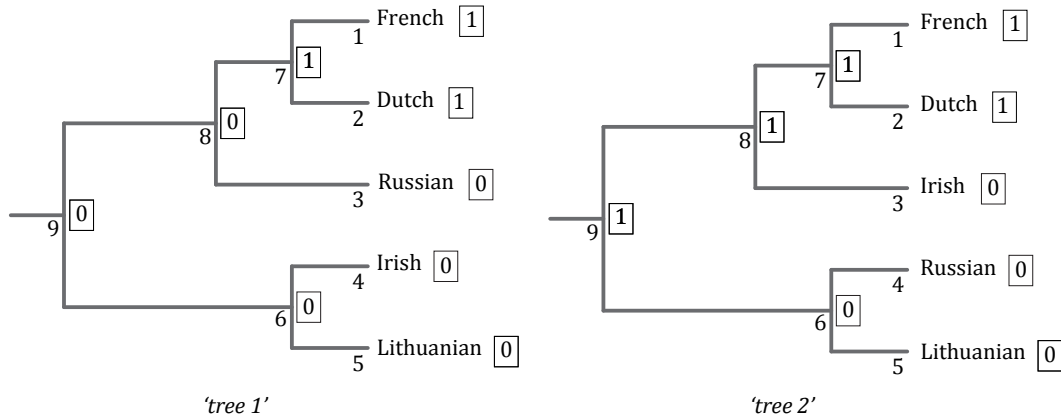 French 1
1
7 1
Dutch 1
2
8 0
Russian 0
3
9 0
Irish 0
4
6 0
Lithuanian 0
5
‘tree 1’
French 1
1
7 1
Dutch 1
2
8 1
Irish 0
3
9 1
Russian 0
4
6 0
Lithuanian 0
5
‘tree 2’